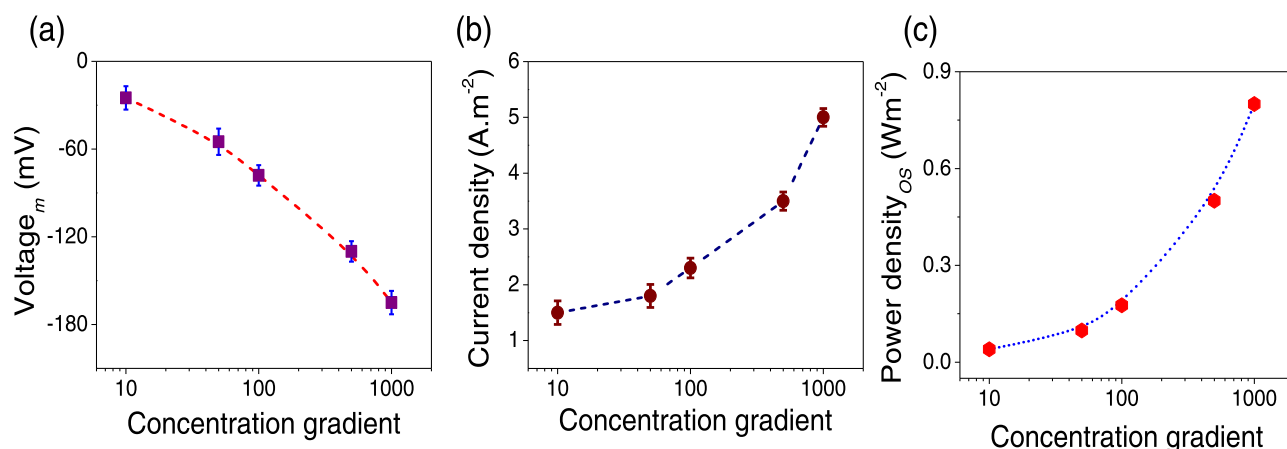 (a)
0
-60
-120
-180
Voltage_m (mV)
10 100 1000
Concentration gradient
(b)
6
5
4
3
2
1
Current density (A.m⁻²)
10 100 1000
Concentration gradient
(c)
0.9
0.6
0.3
0.0
Power density_OS (Wm⁻²)
10 100 1000
Concentration gradient